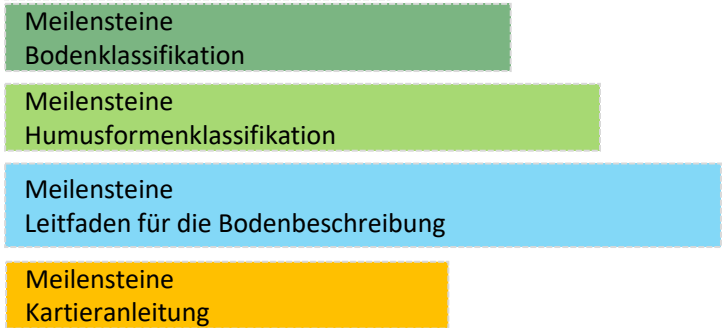 Meilensteine
Bodenklassifikation
Meilensteine
Humusformenklassifikation
Meilensteine
Leitfaden für die Bodenbeschreibung
Meilensteine
Kartieranleitung